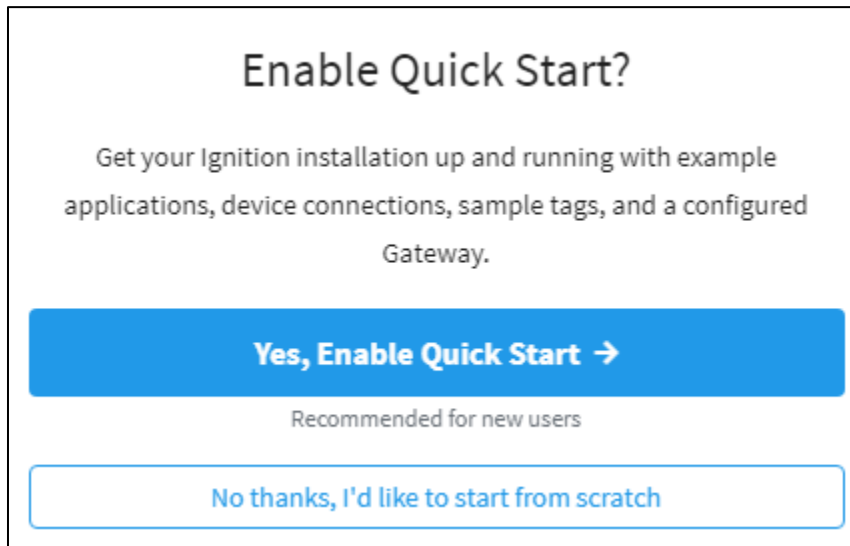 Enable Quick Start?
Get your Ignition installation up and running with example
applications, device connections, sample tags, and a configured
Gateway.
Yes, Enable Quick Start →
Recommended for new users
No thanks, I'd like to start from scratch